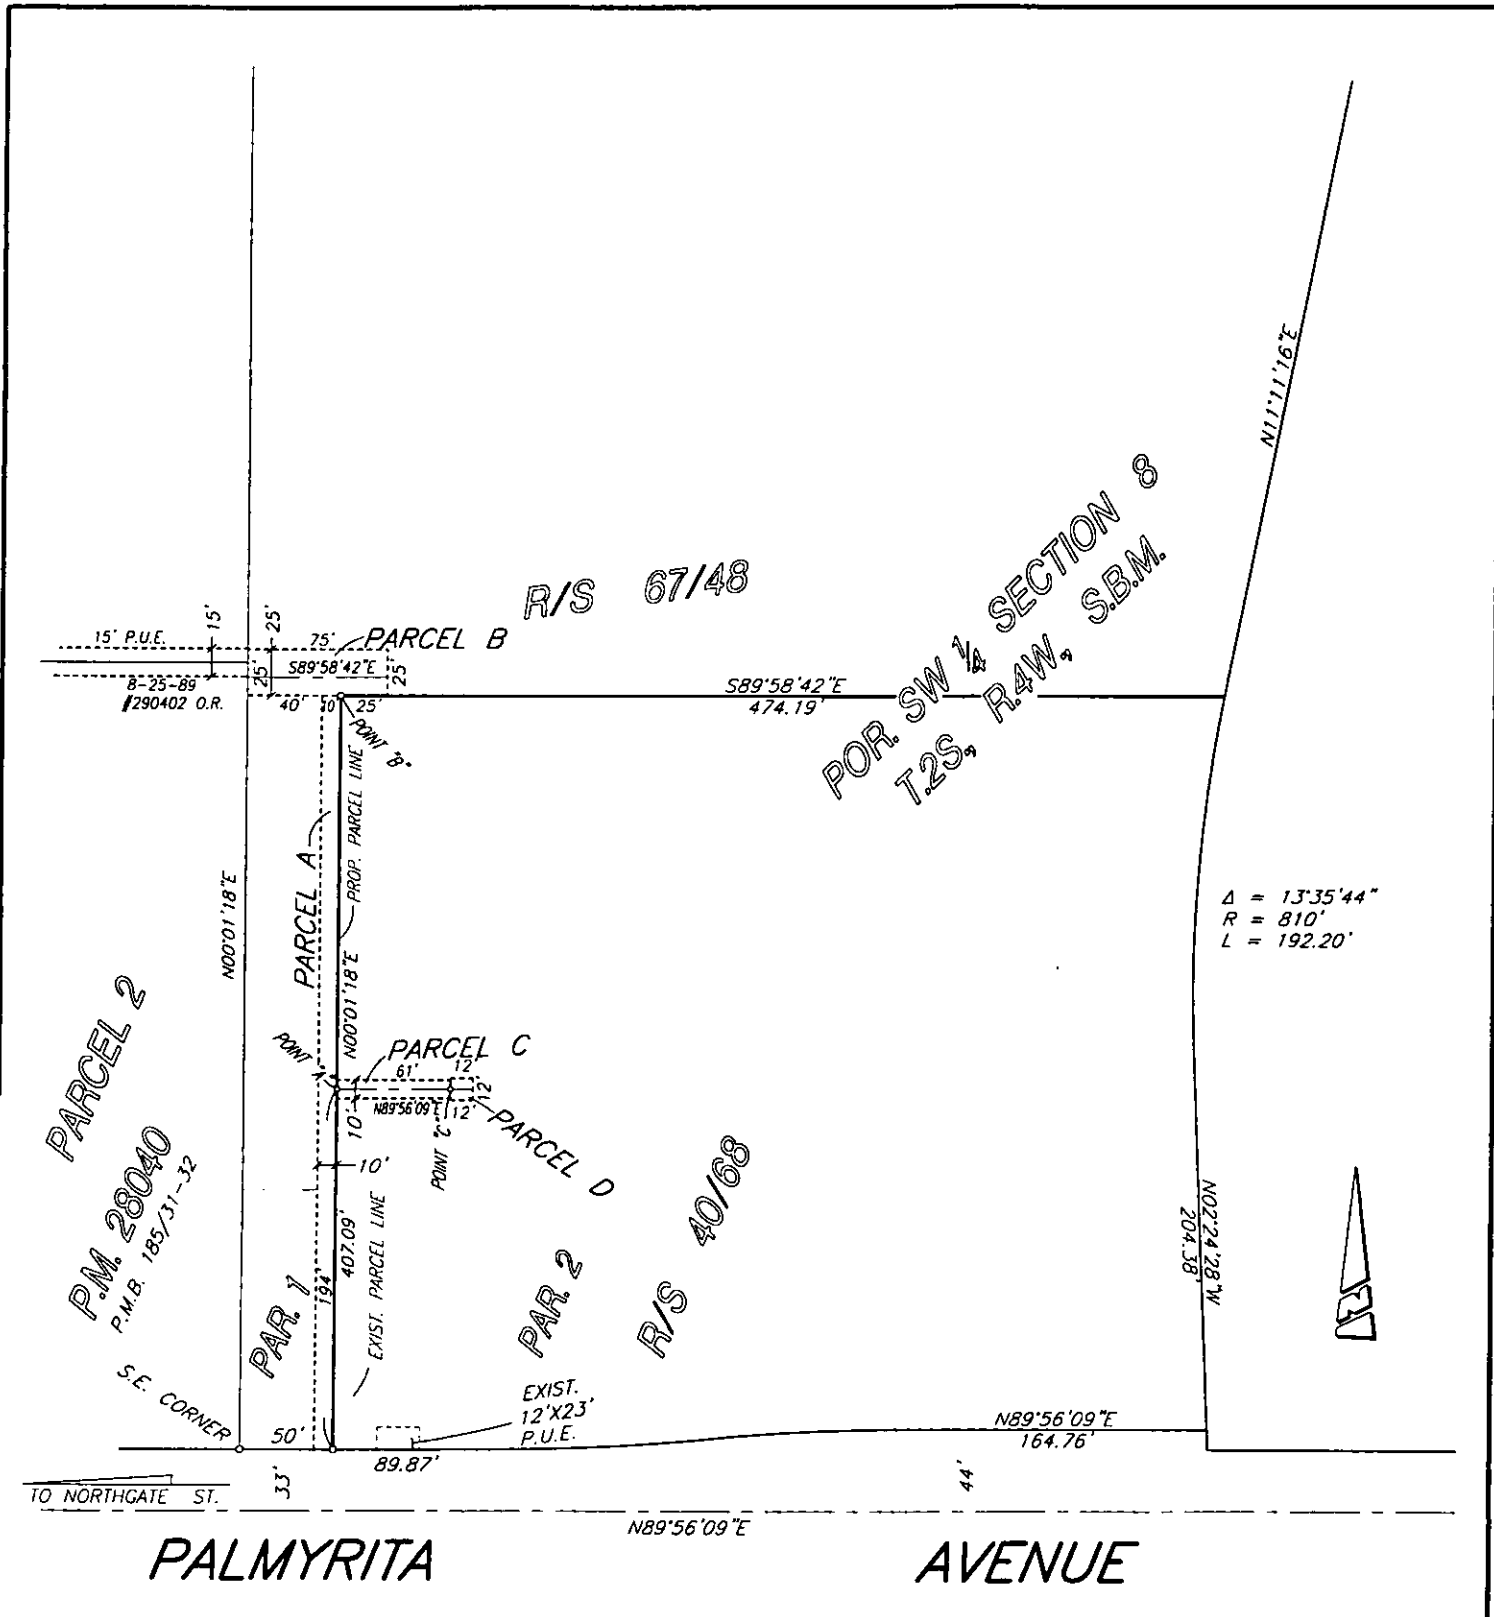 R/S 67/48
POR. SW 1/4 SECTION 8
T.2S., R.4W., S.B.M.
N11°11'16"E
15' P.U.E.
15'
25'
75'
PARCEL B
S89°58'42"E
25'
25'
8-25-89
#290402 O.R.
40'
10'
25'
POINT "B"
S89°58'42"E
474.19'
PARCEL A
PROP. PARCEL LINE
N00°01'18"E
N00°01'18"E
Δ = 13°35'44"
R = 810'
L = 192.20'
PARCEL 2
P.M. 28040
P.M.B. 185/31-32
POINT
PARCEL C
61'
12'
12'
N89°56'09"E
12'
10'
POINT "C"
PARCEL D
10'
407.09'
194'
EXIST. PARCEL LINE
PAR. 1
PAR. 2
R/S 40/68
N02°24'28"W
204.38'
S.E. CORNER
50'
EXIST.
12'X23'
P.U.E.
89.87'
N89°56'09"E
164.76'
33'
44'
TO NORTHGATE ST.
N89°56'09"E
PALMYRITA AVENUE